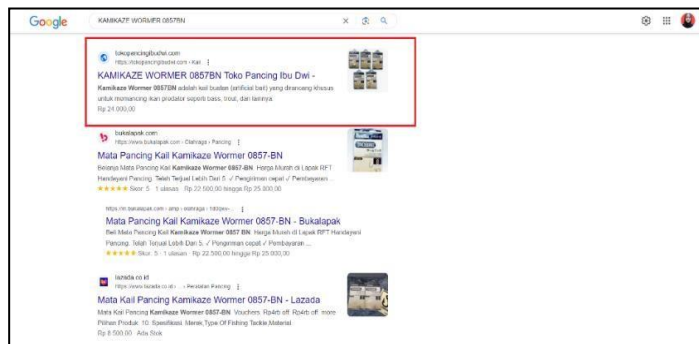 Google
KAMIKAZE WORMER 0857BN
tokopancingibudwi.com
https://tokopancingibudwi.com › Kail
KAMIKAZE WORMER 0857BN Toko Pancing Ibu Dwi -
Kamikaze Wormer 0857BN adalah kail buatan (artificial bait) yang dirancang khusus
untuk memancing ikan predator seperti bass, trout, dan lainnya.
Rp 24.000,00
bukalapak.com
https://www.bukalapak.com › Olahraga › Pancing
Mata Pancing Kail Kamikaze Wormer 0857-BN
Belanja Mata Pancing Kail Kamikaze Wormer 0857-BN Harga Murah di Lapak RFT
Handayani Pancing. Telah Terjual Lebih Dari 5. ✓ Pengiriman cepat ✓ Pembayaran ...
★★★★★ Skor: 5 · 1 ulasan · Rp 22.500,00 hingga Rp 25.800,00
https://m.bukalapak.com › amp › olahraga ›
Mata Pancing Kail Kamikaze Wormer 0857-BN - Bukalapak
Beli Mata Pancing Kail Kamikaze Wormer 0857 BN Harga Murah di Lapak RFT Handayani
Pancing. Telah Terjual Lebih Dari 5. ✓ Pengiriman cepat ✓ Pembayaran ...
★★★★★ Skor: 5 · 1 ulasan · Rp 22.500,00 hingga Rp 25.000,00
lazada.co.id
https://www.lazada.co.id › ... › Peralatan Pancing
Mata Kail Pancing Kamikaze Wormer 0857-BN - Lazada
Mata Kail Pancing Kamikaze Wormer 0857-BN. Vouchers. Rp4rb off. Rp4rb off. more
Pilihan Produk. 10. Spesifikasi. Merek,Type Of Fishing Tackle,Material.
Rp 8.500,00 · Ada Stok